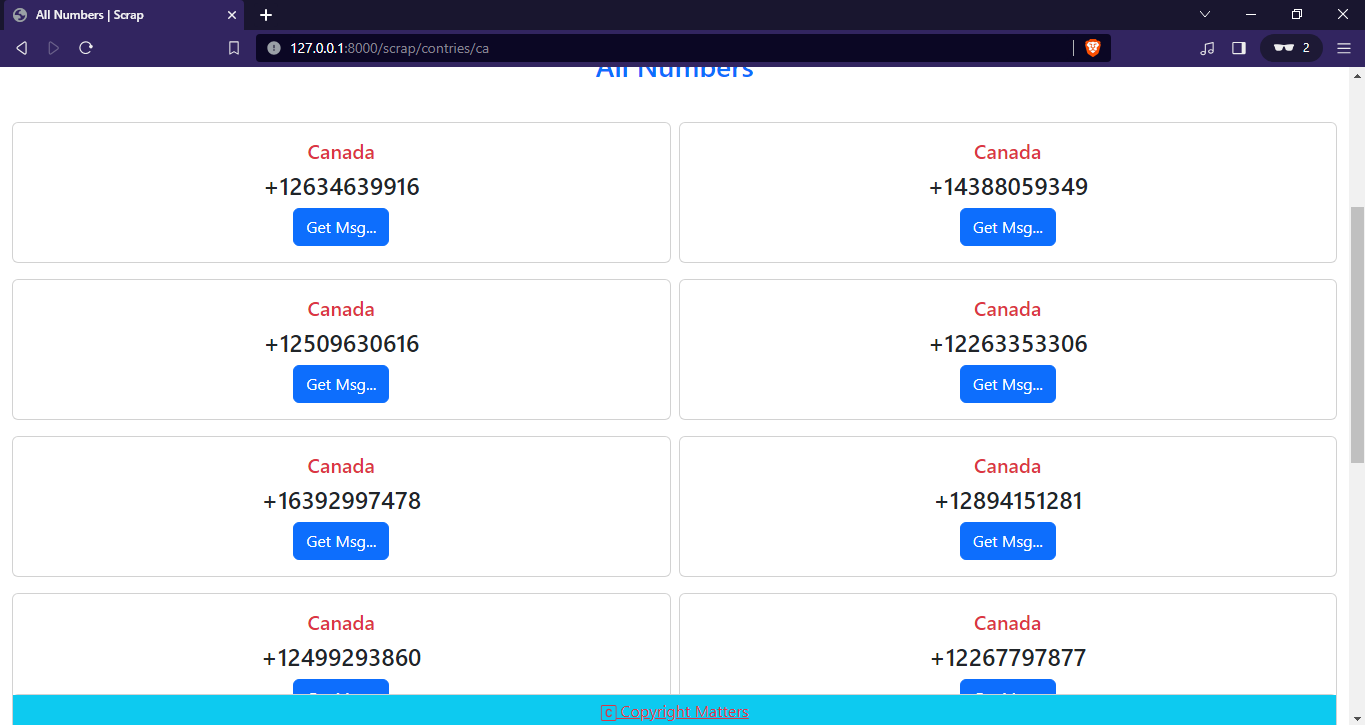 All Numbers | Scrap
127.0.0.1:8000/scrap/contries/ca
2
All Numbers
Canada
+12634639916
Get Msg...
Canada
+14388059349
Get Msg...
Canada
+12509630616
Get Msg...
Canada
+12263353306
Get Msg...
Canada
+16392997478
Get Msg...
Canada
+12894151281
Get Msg...
Canada
+12499293860
Canada
+12267797877
🄲 Copyright Matters